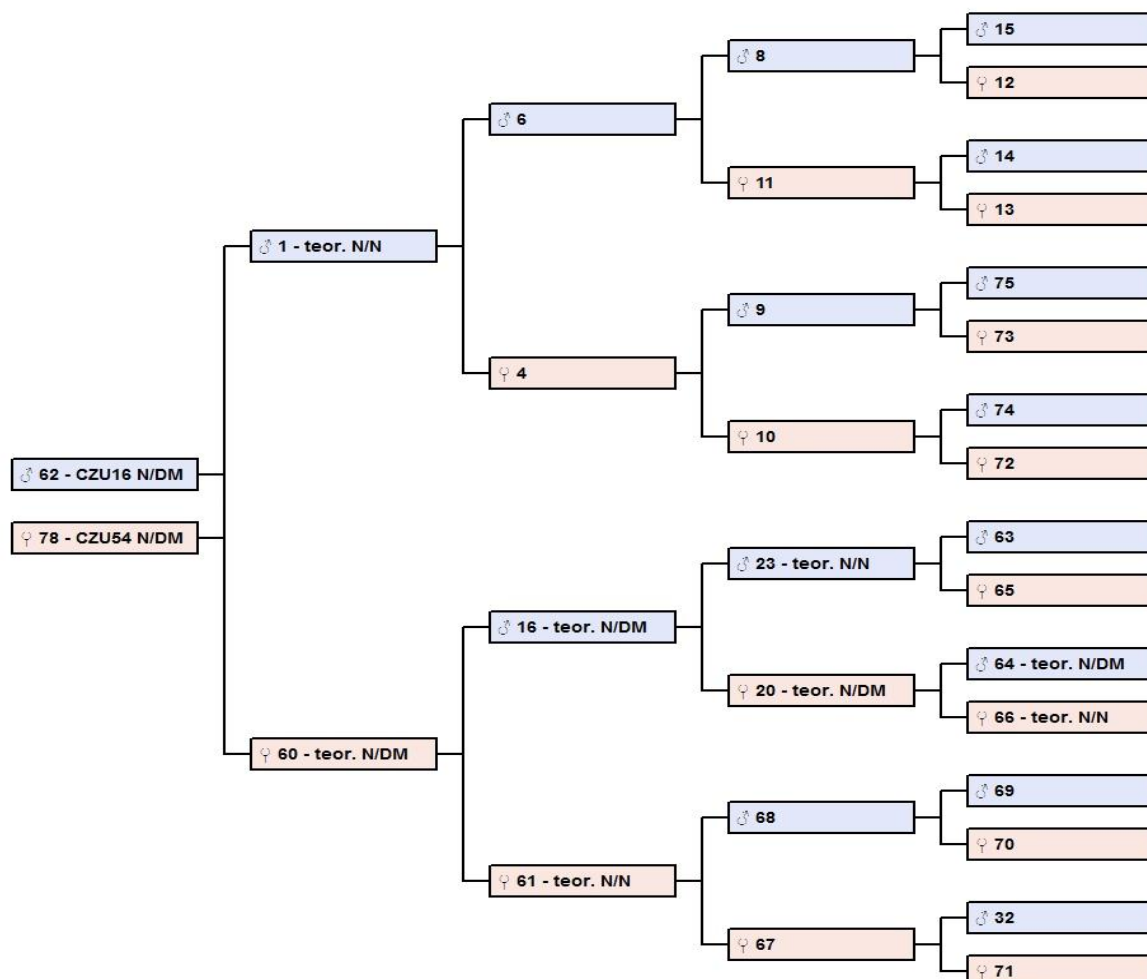 ♂ 15
♂ 8
♀ 12
♂ 6
♂ 14
♀ 11
♀ 13
♂ 1 - teor. N/N
♂ 75
♂ 9
♀ 73
♀ 4
♂ 74
♀ 10
♀ 72
♂ 62 - CZU16 N/DM
♀ 78 - CZU54 N/DM
♂ 63
♂ 23 - teor. N/N
♀ 65
♂ 16 - teor. N/DM
♂ 64 - teor. N/DM
♀ 20 - teor. N/DM
♀ 66 - teor. N/N
♀ 60 - teor. N/DM
♂ 69
♂ 68
♀ 70
♀ 61 - teor. N/N
♂ 32
♀ 67
♀ 71